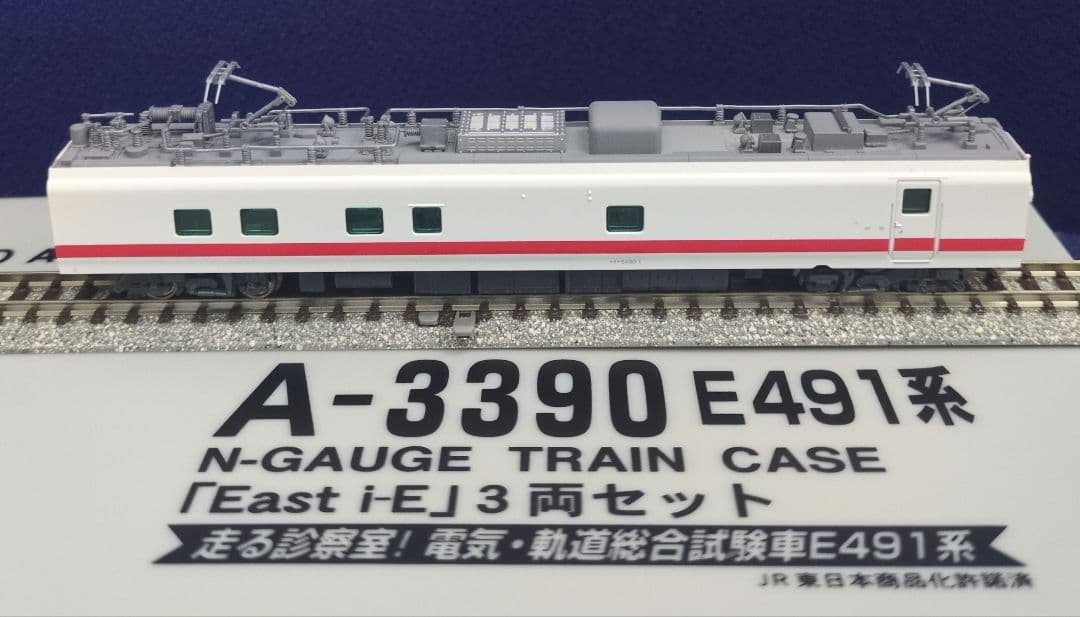 A-3390 E491系
N-GAUGE TRAIN CASE
「East i-E」3両セット
走る診察室! 電気・軌道総合試験車E491系
JR東日本商品化許諾済